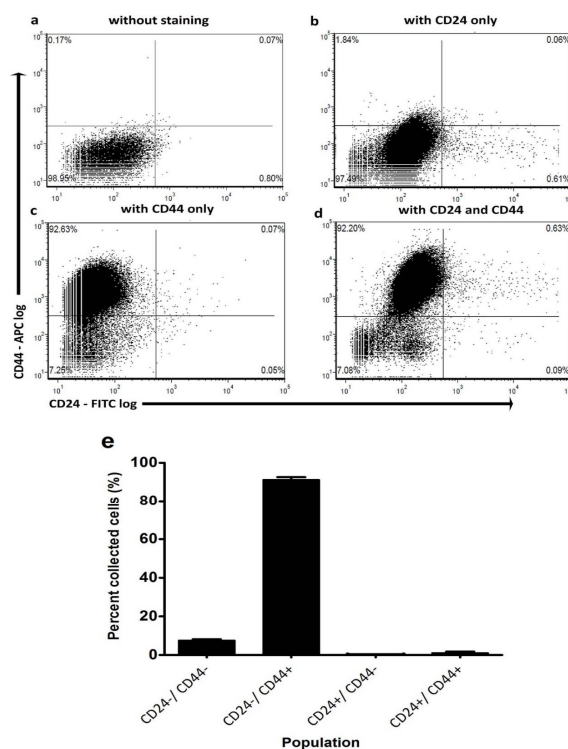 a without staining
0.17% 0.07%
98.95% 0.80%
b with CD24 only
1.84% 0.06%
97.49% 0.61%
c with CD44 only
92.63% 0.07%
7.25% 0.05%
d with CD24 and CD44
92.20% 0.63%
7.08% 0.09%
CD44 - APC log
CD24 - FITC log
e
Percent collected cells (%)
100
80
60
40
20
0
CD24-/ CD44-
CD24-/ CD44+
CD24+/ CD44-
CD24+/ CD44+
Population